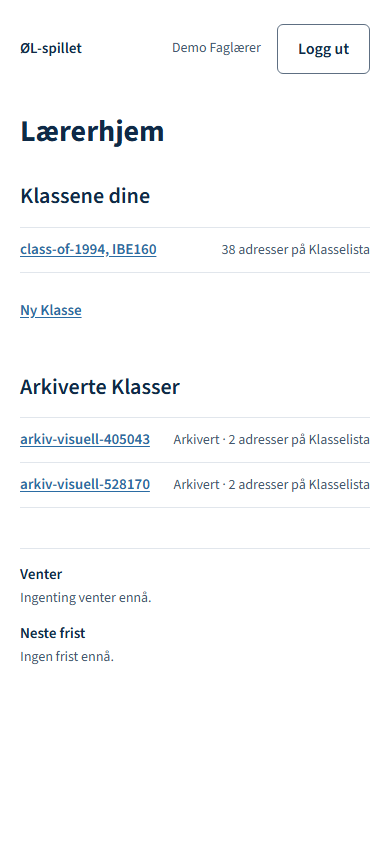 ØL-spillet
Demo Faglærer
Logg ut
Lærerhjem
Klassene dine
class-of-1994, IBE160 38 adresser på Klasselista
Ny Klasse
Arkiverte Klasser
arkiv-visuell-405043 Arkivert · 2 adresser på Klasselista
arkiv-visuell-528170 Arkivert · 2 adresser på Klasselista
Venter
Ingenting venter ennå.
Neste frist
Ingen frist ennå.